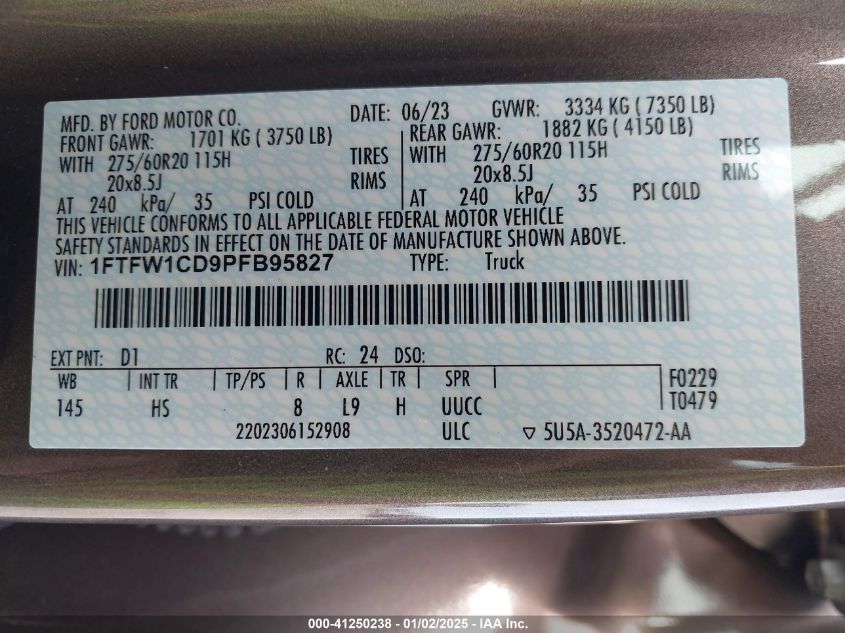 MFD. BY FORD MOTOR CO. DATE: 06/23 GVWR: 3334 KG ( 7350 LB)
FRONT GAWR: 1701 KG ( 3750 LB) REAR GAWR: 1882 KG ( 4150 LB)
WITH 275/60R20 115H TIRES WITH 275/60R20 115H TIRES
20x8.5J RIMS 20x8.5J RIMS
AT 240 kPa/ 35 PSI COLD AT 240 kPa/ 35 PSI COLD
THIS VEHICLE CONFORMS TO ALL APPLICABLE FEDERAL MOTOR VEHICLE
SAFETY STANDARDS IN EFFECT ON THE DATE OF MANUFACTURE SHOWN ABOVE.
VIN: 1FTFW1CD9PFB95827 TYPE: Truck
EXT PNT: D1 RC: 24 DSO:
WB INT TR TP/PS R AXLE TR SPR F0229
145 HS 8 L9 H UUCC T0479
2202306152908 ULC ▽ 5U5A-3520472-AA
000-41250238 - 01/02/2025 - IAA Inc.